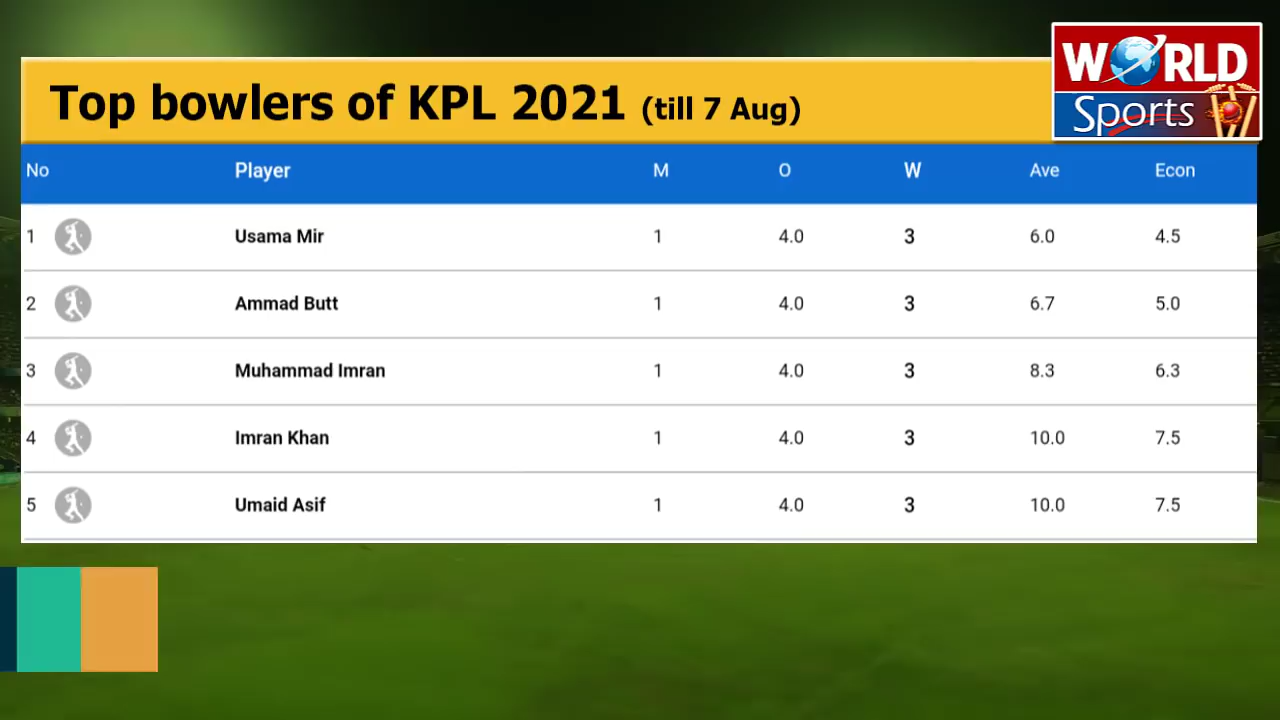 WORLD
Sports
Top bowlers of KPL 2021 (till 7 Aug)
No Player M O W Ave Econ
1 Usama Mir 1 4.0 3 6.0 4.5
2 Ammad Butt 1 4.0 3 6.7 5.0
3 Muhammad Imran 1 4.0 3 8.3 6.3
4 Imran Khan 1 4.0 3 10.0 7.5
5 Umaid Asif 1 4.0 3 10.0 7.5